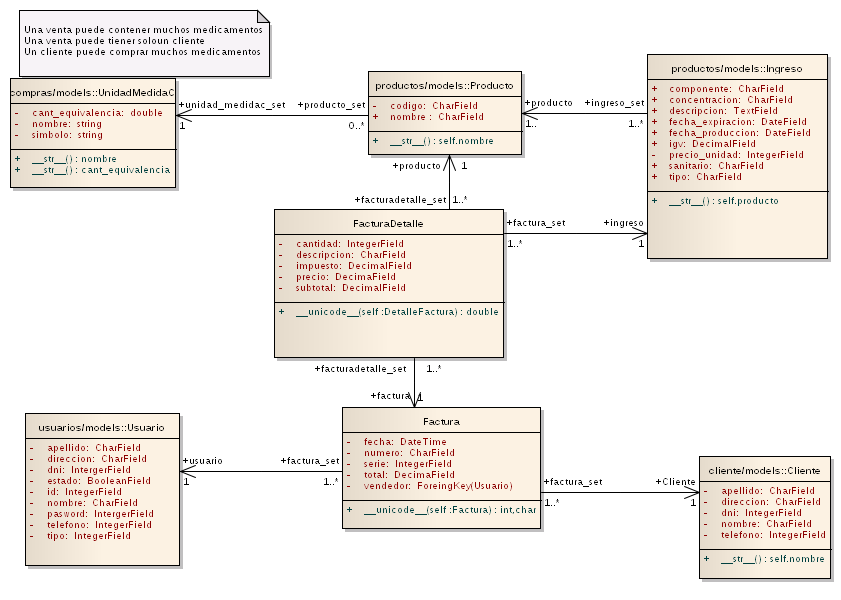 Una venta puede contener muchos medicamentos
Una venta puede tiener soloun cliente
Un cliente puede comprar muchos medicamentos
compras/models::UnidadMedidaC
- cant_equivalencia: double
- nombre: string
- simbolo: string
+ __str__() : nombre
+ __str__() : cant_equivalencia
+unidad_medidac_set
1
+producto_set
0..*
productos/models::Producto
- codigo: CharField
+ nombre : CharField
+ __str__() : self.nombre
+producto
1..
+ingreso_set
1..*
productos/models::Ingreso
+ componente: CharField
+ concentracion: CharField
+ descripcion: TextField
+ fecha_expiracion: DateField
+ fecha_produccion: DateField
+ igv: DecimalField
- precio_unidad: IntegerField
+ sanitario: CharField
+ tipo: CharField
+ __str__() : self.producto
+producto
1
+facturadetalle_set
1..*
FacturaDetalle
- cantidad: IntegerField
- descripcion: CharField
- impuesto: DecimalField
- precio: DecimaField
- subtotal: DecimalField
+ __unicode__(self :DetalleFactura) : double
+factura_set
1..*
+ingreso
1
+facturadetalle_set
1..*
+factura
1
Factura
- fecha: DateTime
- numero: CharField
- serie: IntegerField
- total: DecimaField
- vendedor: ForeingKey(Usuario)
+ __unicode__(self :Factura) : int,char
usuarios/models::Usuario
- apellido: CharField
- direccion: CharField
- dni: IntergerField
- estado: BooleanField
- id: IntegerField
- nombre: CharField
- pasword: IntergerField
- telefono: IntergerField
- tipo: IntegerField
+usuario
1
+factura_set
1..*
+factura_set
1..*
+Cliente
1
cliente/models::Cliente
- apellido: CharField
- direccion: CharField
- dni: IntegerField
- nombre: CharField
- telefono: IntegerField
+ __str__() : self.nombre